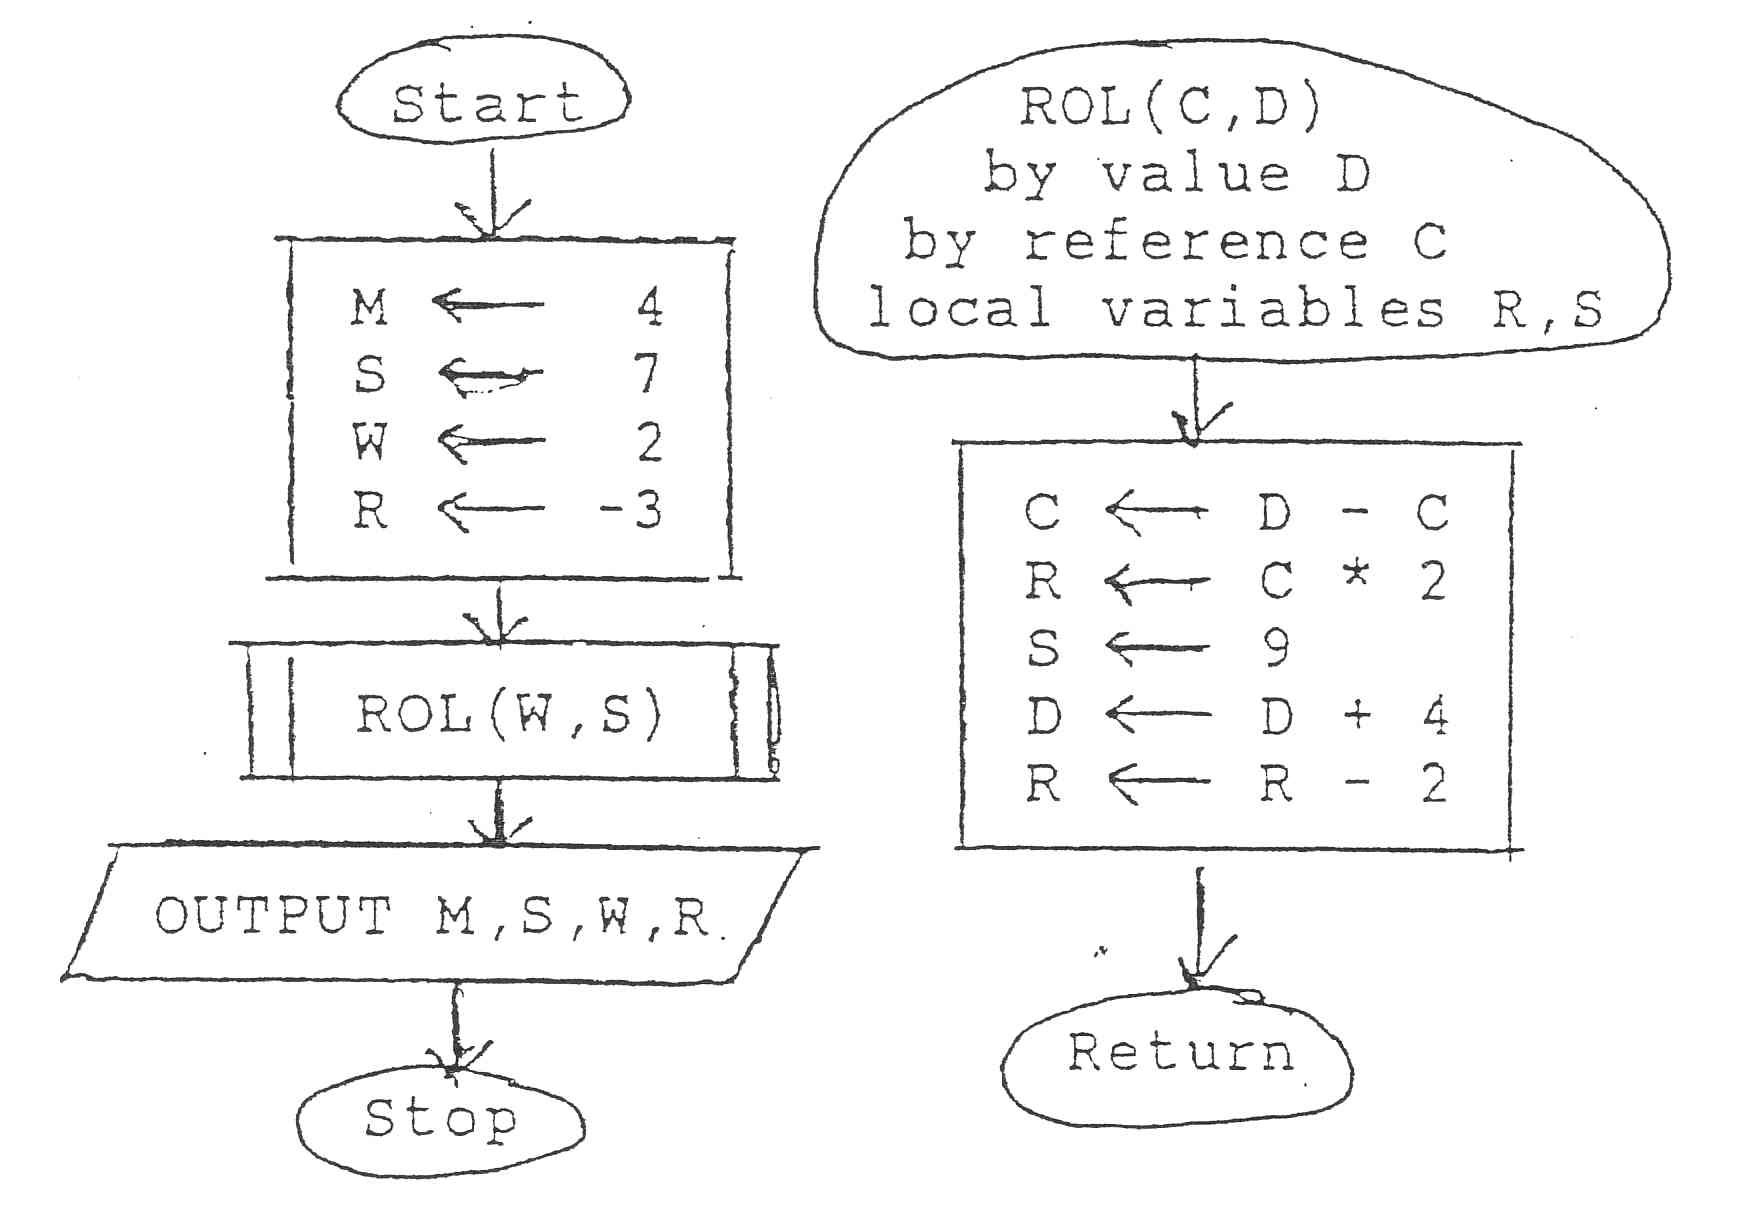 Start
M ← 4
S ← 7
W ← 2
R ← -3
ROL(W,S)
OUTPUT M,S,W,R
Stop
ROL(C,D)
by value D
by reference C
local variables R,S
C ← D - C
R ← C * 2
S ← 9
D ← D + 4
R ← R - 2
Return